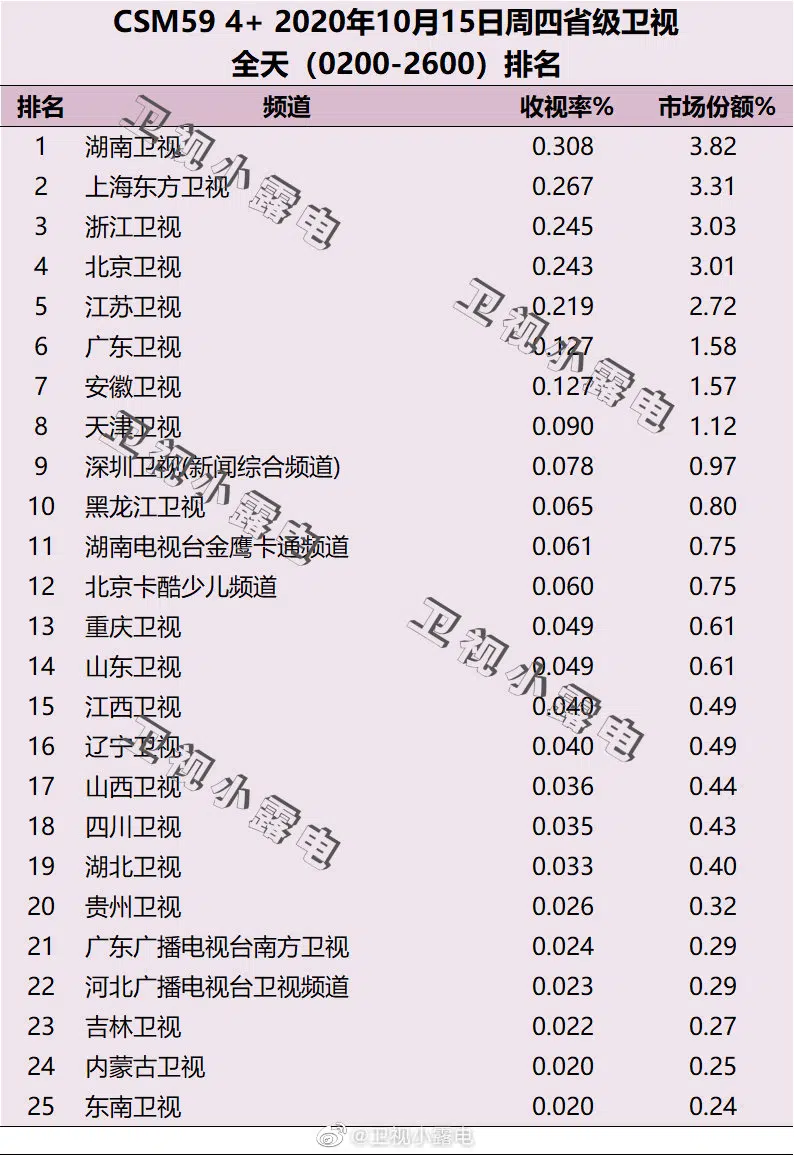 CSM59 4+ 2020年10月15日周四省级卫视
全天（0200-2600）排名
排名 频道 收视率% 市场份额%
1 湖南卫视 0.308 3.82
2 上海东方卫视 0.267 3.31
3 浙江卫视 0.245 3.03
4 北京卫视 0.243 3.01
5 江苏卫视 0.219 2.72
6 广东卫视 0.127 1.58
7 安徽卫视 0.127 1.57
8 天津卫视 0.090 1.12
9 深圳卫视(新闻综合频道) 0.078 0.97
10 黑龙江卫视 0.065 0.80
11 湖南电视台金鹰卡通频道 0.061 0.75
12 北京卡酷少儿频道 0.060 0.75
13 重庆卫视 0.049 0.61
14 山东卫视 0.049 0.61
15 江西卫视 0.040 0.49
16 辽宁卫视 0.040 0.49
17 山西卫视 0.036 0.44
18 四川卫视 0.035 0.43
19 湖北卫视 0.033 0.40
20 贵州卫视 0.026 0.32
21 广东广播电视台南方卫视 0.024 0.29
22 河北广播电视台卫视频道 0.023 0.29
23 吉林卫视 0.022 0.27
24 内蒙古卫视 0.020 0.25
25 东南卫视 0.020 0.24
卫视小露电
卫视小露电
卫视小露电
卫视小露电
卫视小露电
@卫视小露电